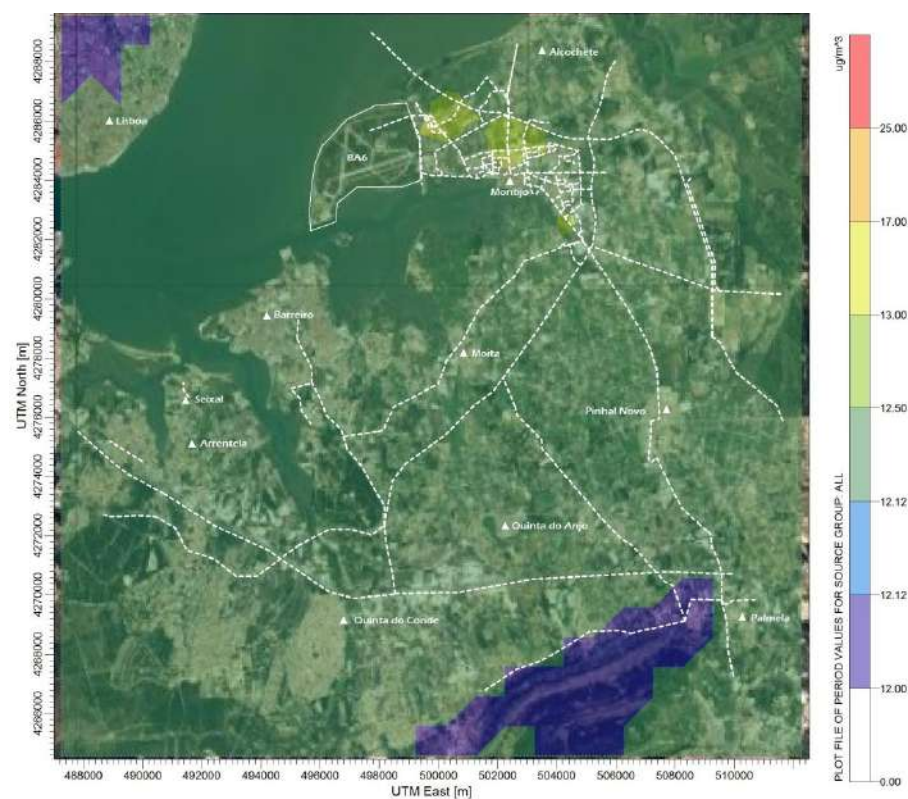 ug/m^3
PLOT FILE OF PERIOD VALUES FOR SOURCE GROUP: ALL
25.00
17.00
13.00
12.50
12.12
12.12
12.00
0.00
UTM North [m]
4288000
4286000
4284000
4282000
4280000
4278000
4276000
4274000
4272000
4270000
4268000
4266000
Alcochete
Lisboa
BA6
Montijo
Barreiro
Moita
Seixal
Pinhal Novo
Arrentela
Quinta do Anjo
Quinta do Conde
Palmela
488000 490000 492000 494000 496000 498000 500000 502000 504000 506000 508000 510000
UTM East [m]